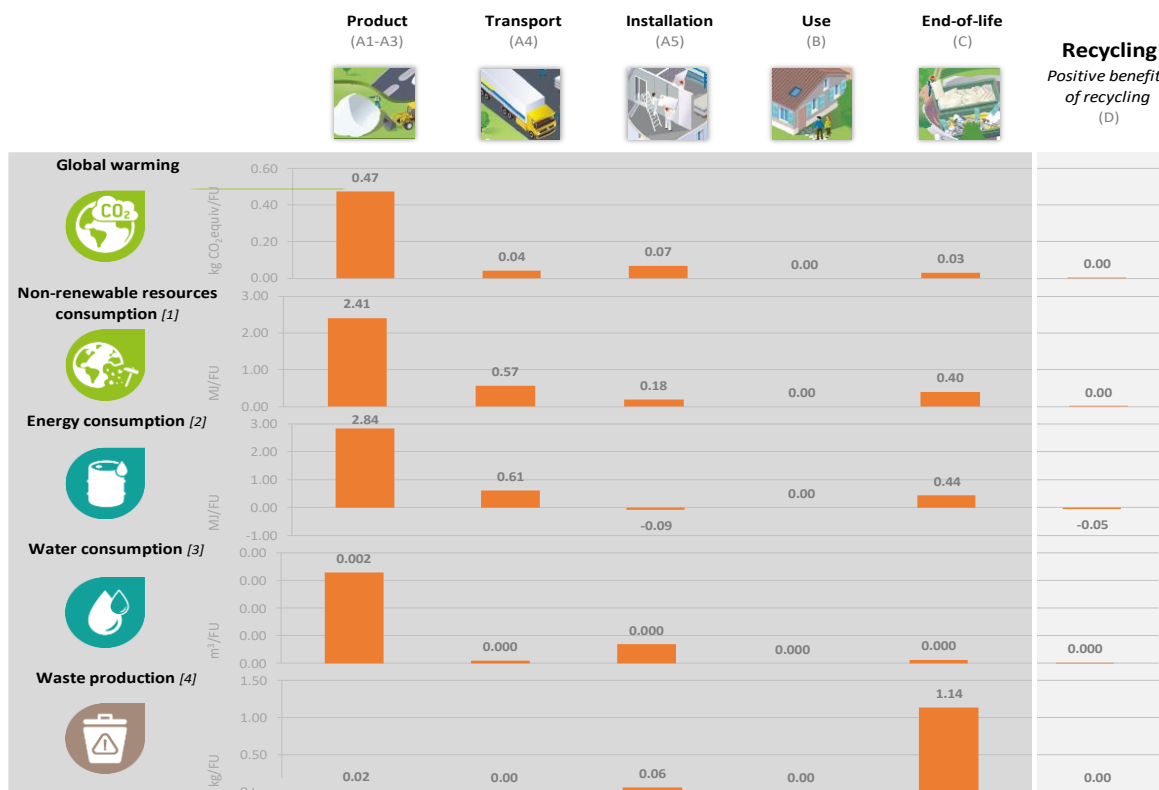 Product
(A1-A3)
Transport
(A4)
Installation
(A5)
Use
(B)
End-of-life
(C)
Recycling
Positive benefit
of recycling
(D)
Global warming
CO₂
kg CO₂equiv/FU
0.60
0.40
0.20
0.00
0.47
0.04
0.07
0.00
0.03
0.00
Non-renewable resources
consumption [1]
MJ/FU
3.00
2.00
1.00
0.00
2.41
0.57
0.18
0.00
0.40
0.00
Energy consumption [2]
MJ/FU
3.00
2.00
1.00
0.00
-1.00
2.84
0.61
-0.09
0.00
0.44
-0.05
Water consumption [3]
m³/FU
0.00
0.00
0.00
0.00
0.002
0.000
0.000
0.000
0.000
0.000
Waste production [4]
kg/FU
1.50
1.00
0.50
0.02
0.00
0.06
0.00
1.14
0.00